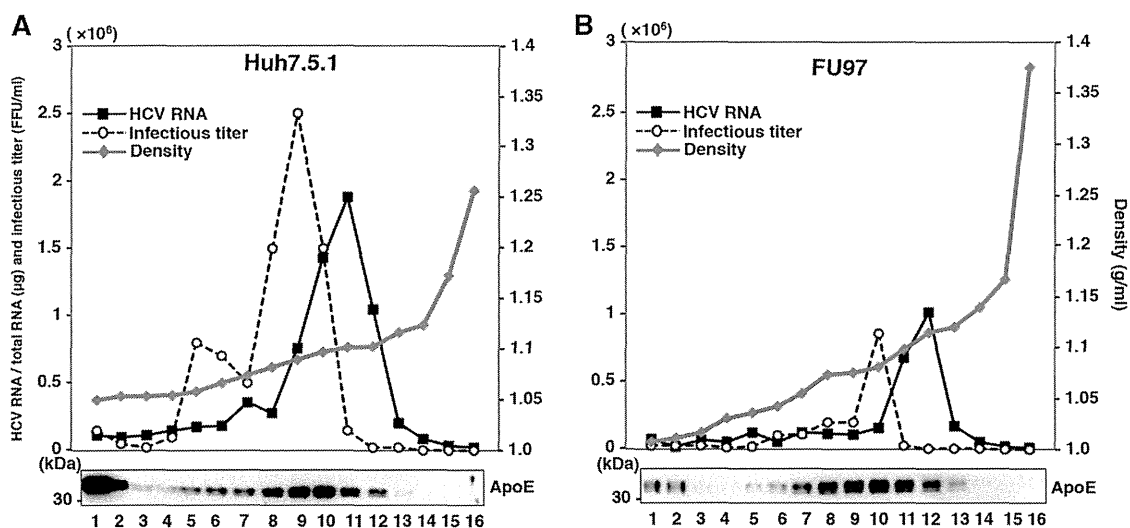 A
(×10⁶)
3
2.5
2
1.5
1
0.5
0
HCV RNA / total RNA (μg) and infectious titer (FFU/ml)
Huh7.5.1
HCV RNA
Infectious titer
Density
1.4
1.35
1.3
1.25
1.2
1.15
1.1
1.05
1.0
(kDa)
30
ApoE
1 2 3 4 5 6 7 8 9 10 11 12 13 14 15 16
B
(×10⁶)
3
2.5
2
1.5
1
0.5
0
FU97
HCV RNA
Infectious titer
Density
1.4
1.35
1.3
1.25
1.2
1.15
1.1
1.05
1.0
Density (g/ml)
(kDa)
30
ApoE
1 2 3 4 5 6 7 8 9 10 11 12 13 14 15 16